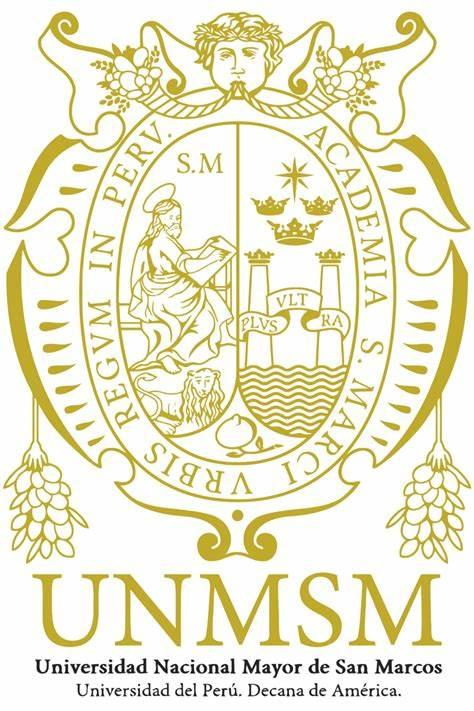 ACADEMIA S. MARCI VRBIS REGVM IN PERV.
S.M
PLVS VLT RA
UNMSM
Universidad Nacional Mayor de San Marcos
Universidad del Perú. Decana de América.